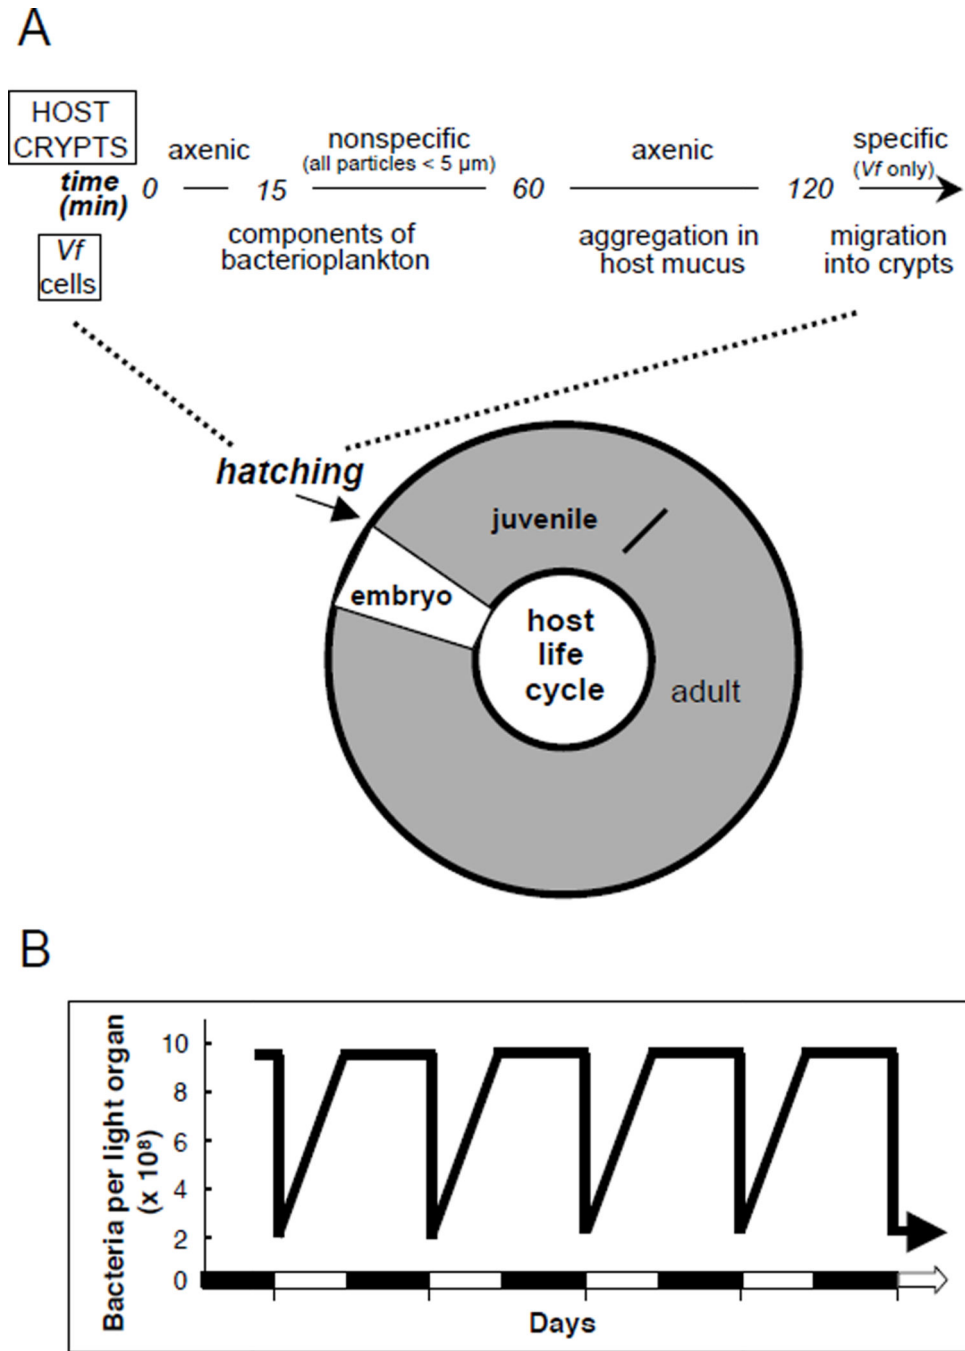 A
HOST
CRYPTS
axenic
nonspecific
(all particles < 5 µm)
axenic
specific
(Vf only)
time
(min)
0
15
60
120
Vf
cells
components of
bacterioplankton
aggregation in
host mucus
migration
into crypts
hatching
juvenile
embryo
host
life
cycle
adult
B
Bacteria per light organ
(x 10⁸)
10
8
6
4
2
0
Days